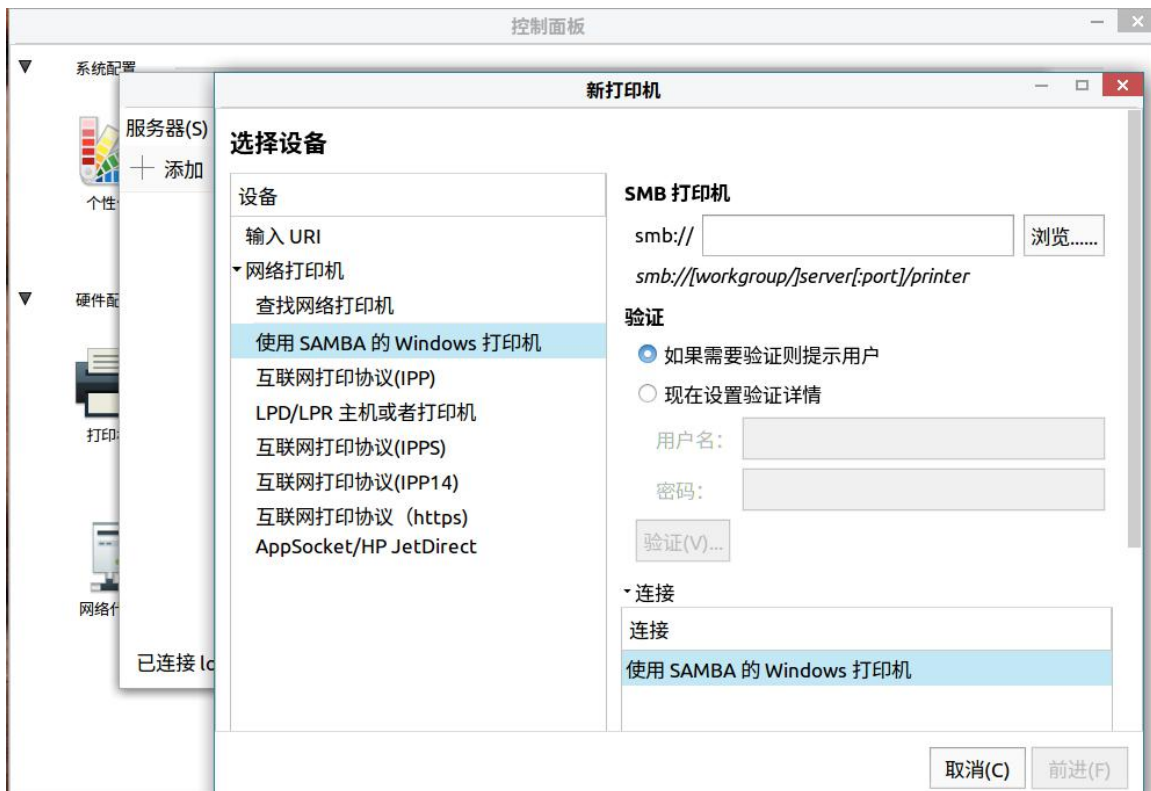 控制面板
系统配置
个性
硬件配
打印
网络代
服务器(S)
添加
已连接 lo
新打印机
选择设备
设备
输入 URI
网络打印机
查找网络打印机
使用 SAMBA 的 Windows 打印机
互联网打印协议(IPP)
LPD/LPR 主机或者打印机
互联网打印协议(IPPS)
互联网打印协议(IPP14)
互联网打印协议（https)
AppSocket/HP JetDirect
SMB 打印机
smb://
浏览......
smb://[workgroup/]server[:port]/printer
验证
如果需要验证则提示用户
现在设置验证详情
用户名：
密码：
验证(V)...
连接
连接
使用 SAMBA 的 Windows 打印机
取消(C)
前进(F)